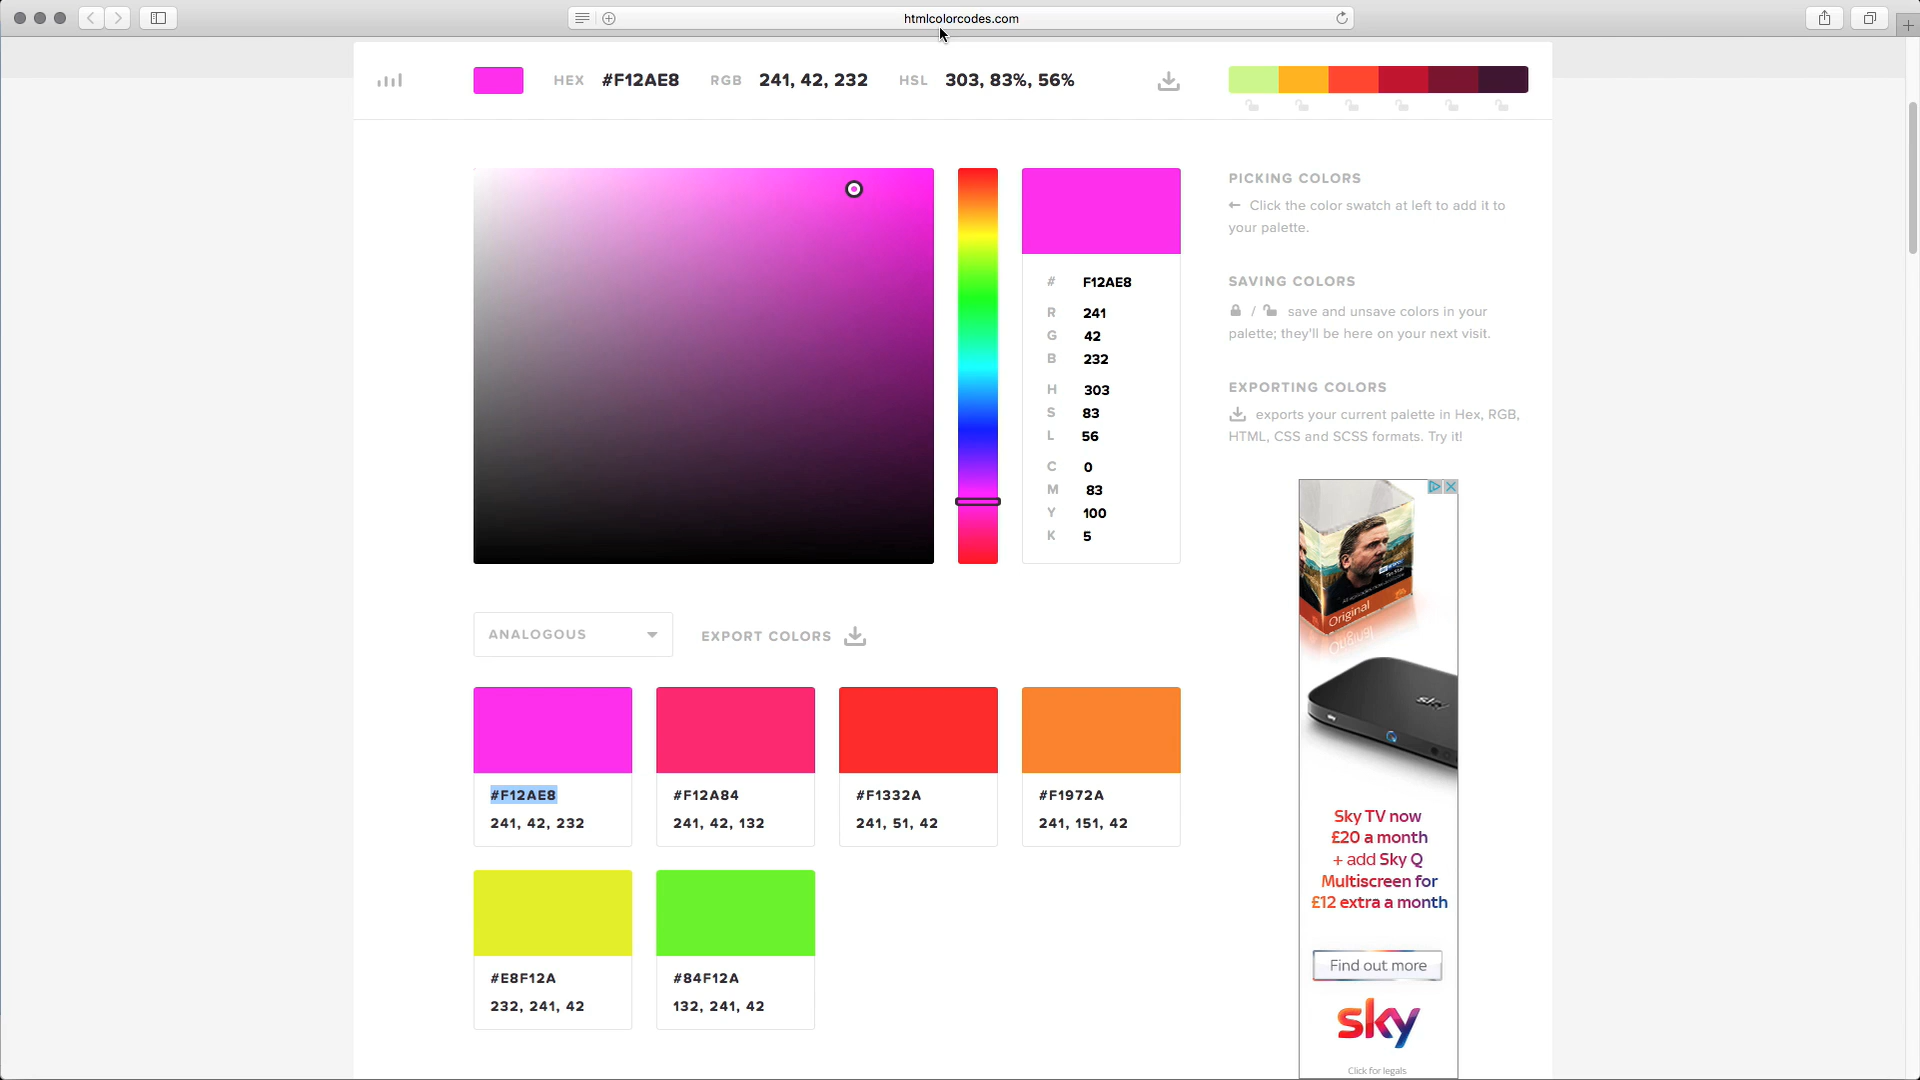 htmlcolorcodes.com
HEX #F12AE8 RGB 241, 42, 232 HSL 303, 83%, 56%
PICKING COLORS
Click the color swatch at left to add it to
your palette.
# F12AE8
R 241
G 42
B 232
H 303
S 83
L 56
C 0
M 83
Y 100
K 5
SAVING COLORS
/ save and unsave colors in your
palette; they'll be here on your next visit.
EXPORTING COLORS
exports your current palette in Hex, RGB,
HTML, CSS and SCSS formats. Try it!
ANALOGOUS
EXPORT COLORS
#F12AE8
241, 42, 232
#F12A84
241, 42, 132
#F1332A
241, 51, 42
#F1972A
241, 151, 42
#E8F12A
232, 241, 42
#84F12A
132, 241, 42
Original
sky
Sky TV now
£20 a month
+ add Sky Q
Multiscreen for
£12 extra a month
Find out more
sky
Click for legals